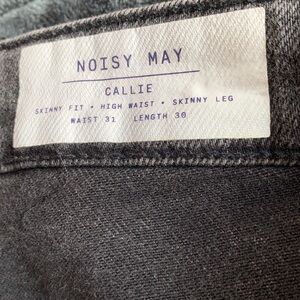 NOISY MAY
CALLIE
SKINNY FIT • HIGH WAIST • SKINNY LEG
WAIST 31 LENGTH 30